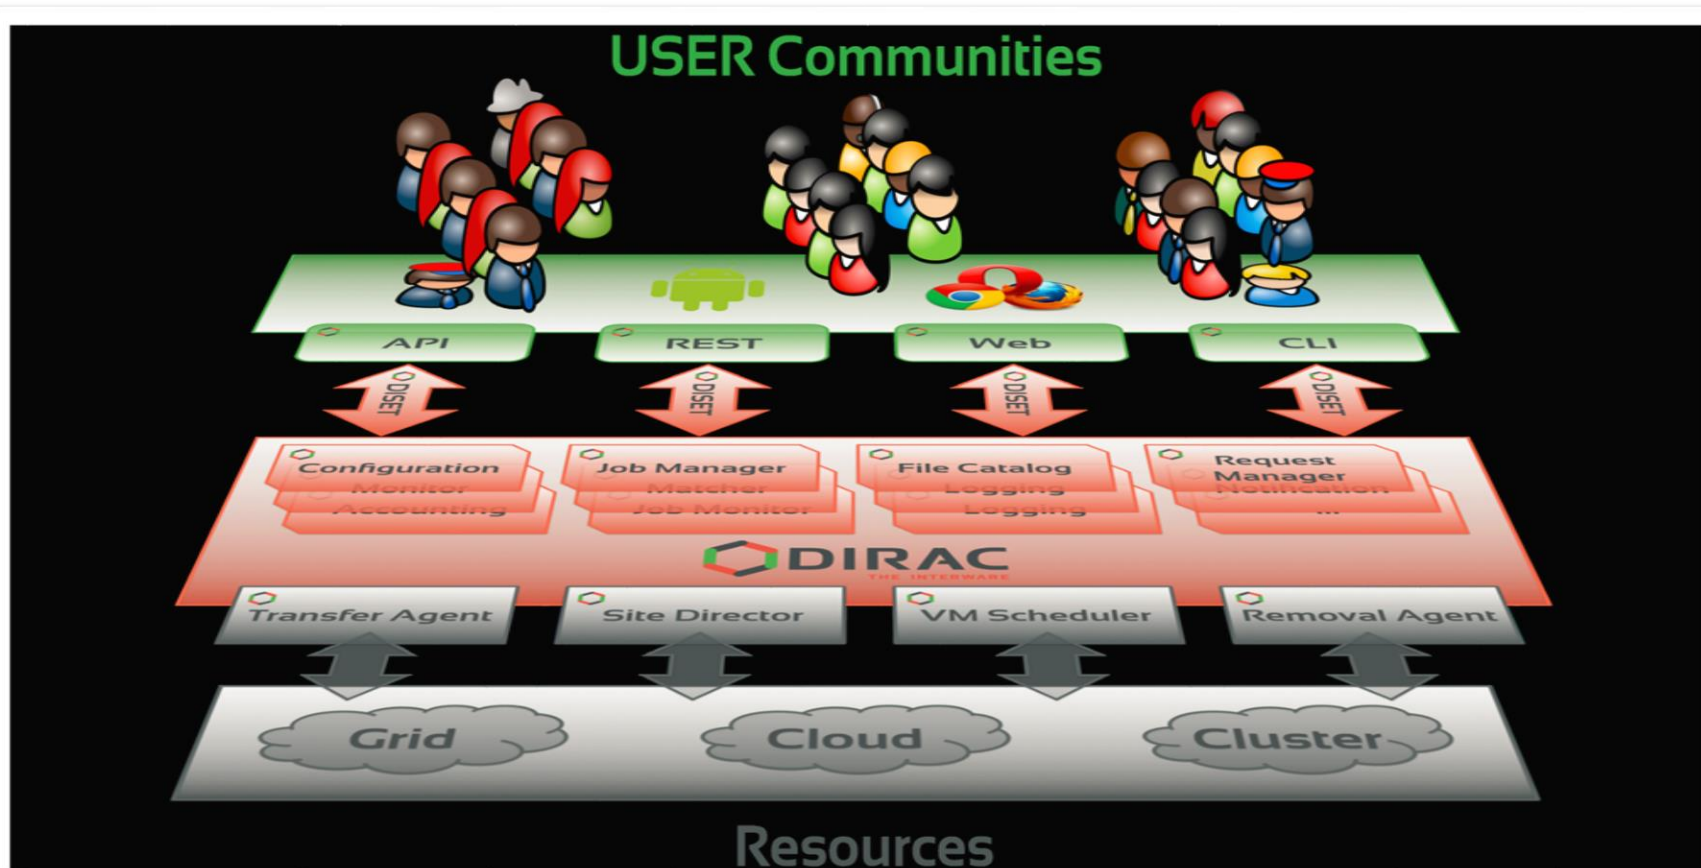 USER Communities
API
REST
Web
CLI
DISET
DISET
DISET
DISET
Configuration
Monitor
Accounting
Job Manager
Matcher
Job Monitor
File Catalog
Logging
Logging
Request
Manager
Notification
...
DIRAC
THE INTERWARE
Transfer Agent
Site Director
VM Scheduler
Removal Agent
Grid
Cloud
Cluster
Resources